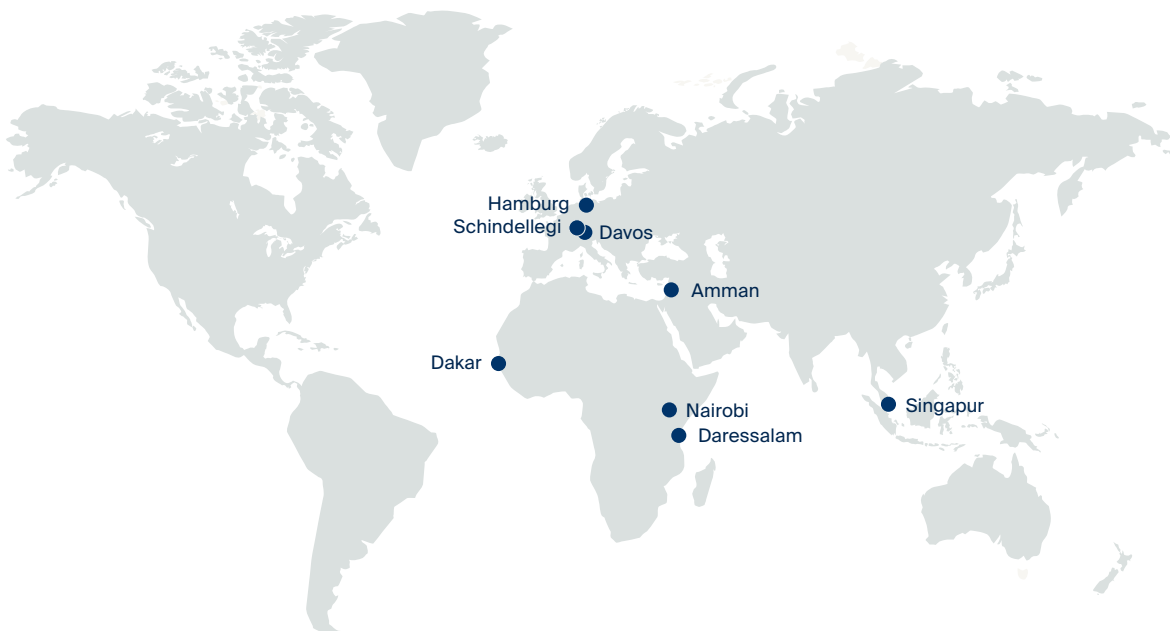 Hamburg
Schindellegi
Davos
Amman
Dakar
Nairobi
Singapur
Daressalam